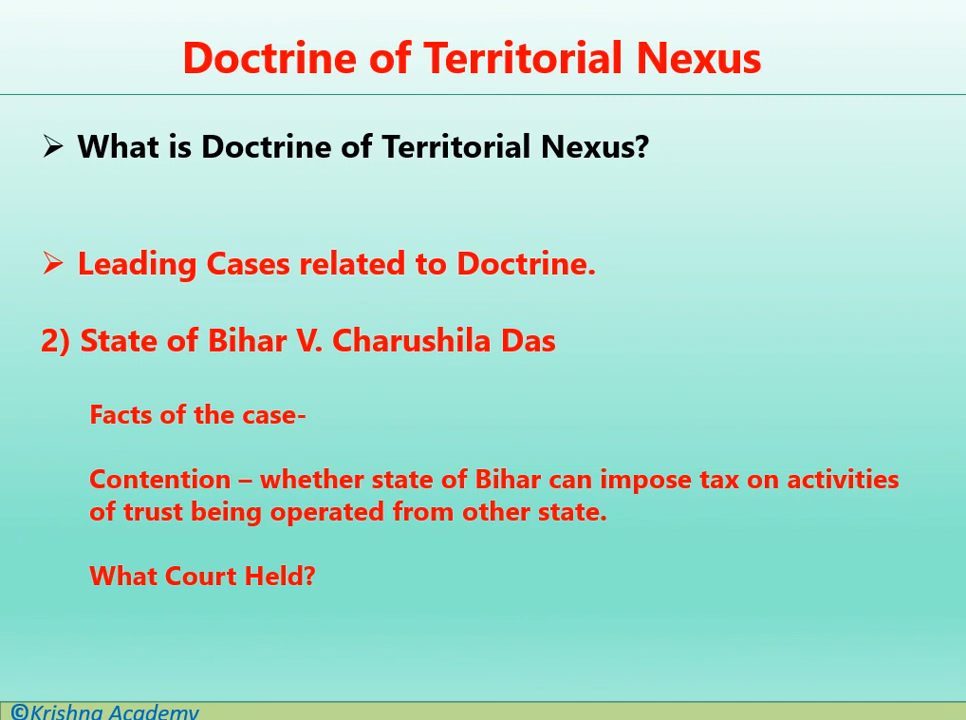 Doctrine of Territorial Nexus
➢ What is Doctrine of Territorial Nexus?
➢ Leading Cases related to Doctrine.
2) State of Bihar V. Charushila Das
Facts of the case-
Contention – whether state of Bihar can impose tax on activities
of trust being operated from other state.
What Court Held?
©Krishna Academy